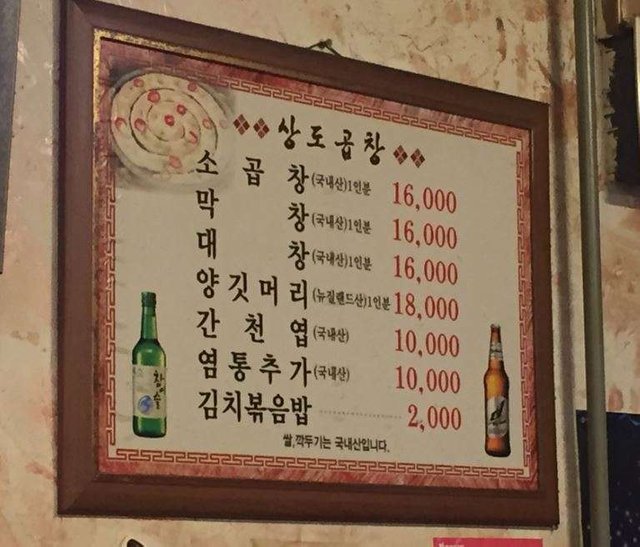 상도곱창
소곱창(국내산)1인분 16,000
막창(국내산)1인분 16,000
대창(국내산)1인분 16,000
양깃머리(뉴질랜드산)1인분 18,000
간천엽(국내산) 10,000
염통추가(국내산) 10,000
김치볶음밥 2,000
쌀,깍두기는 국내산입니다.
참이슬